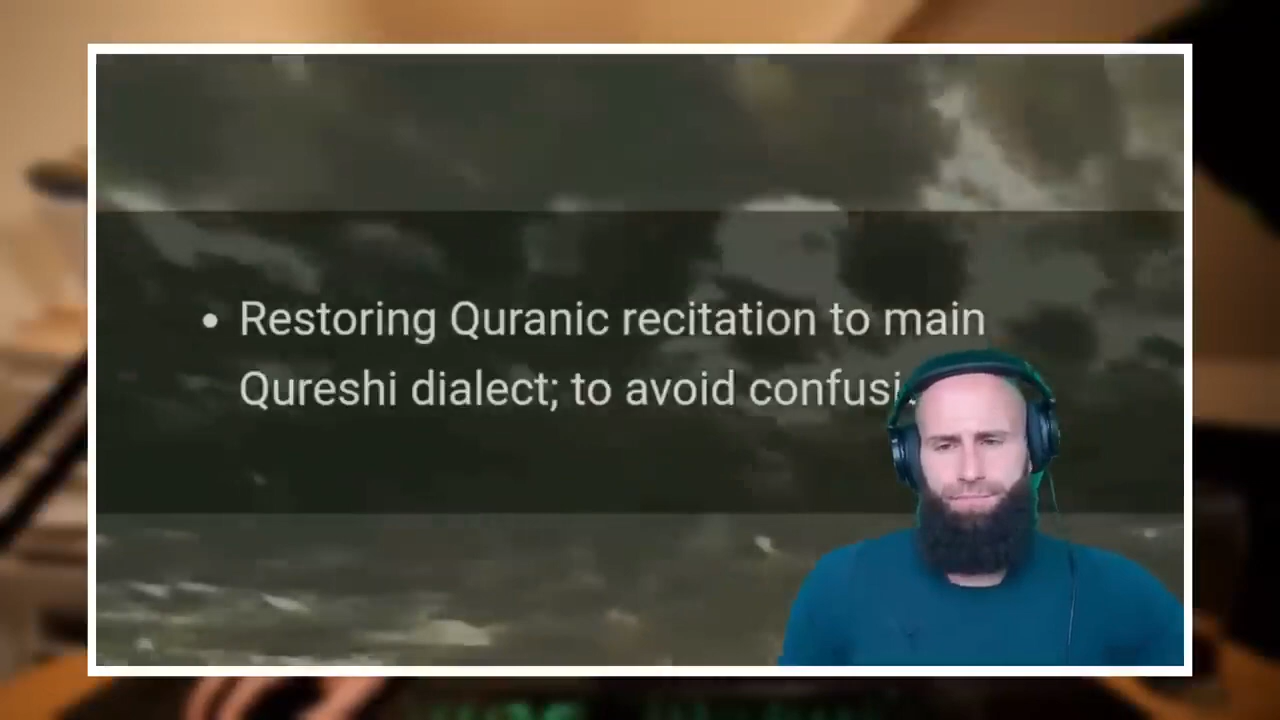 • Restoring Quranic recitation to main
Qureshi dialect; to avoid